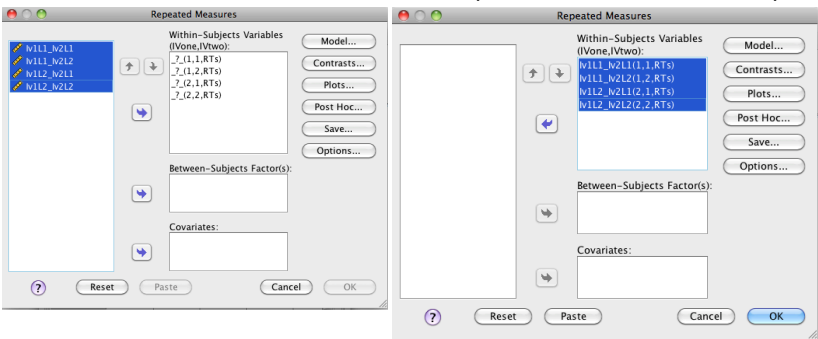 Repeated Measures
Iv1L1_Iv2L1
Iv1L1_Iv2L2
Iv1L2_Iv2L1
Iv1L2_Iv2L2
Within-Subjects Variables
(IVone,IVtwo):
_?_(1,1,RTs)
_?_(1,2,RTs)
_?_(2,1,RTs)
_?_(2,2,RTs)
Between-Subjects Factor(s):
Covariates:
Model...
Contrasts...
Plots...
Post Hoc...
Save...
Options...
?
Reset
Paste
Cancel
OK
Repeated Measures
Within-Subjects Variables
(IVone,IVtwo):
Iv1L1_Iv2L1(1,1,RTs)
Iv1L1_Iv2L2(1,2,RTs)
Iv1L2_Iv2L1(2,1,RTs)
Iv1L2_Iv2L2(2,2,RTs)
Between-Subjects Factor(s):
Covariates:
Model...
Contrasts...
Plots...
Post Hoc...
Save...
Options...
?
Reset
Paste
Cancel
OK